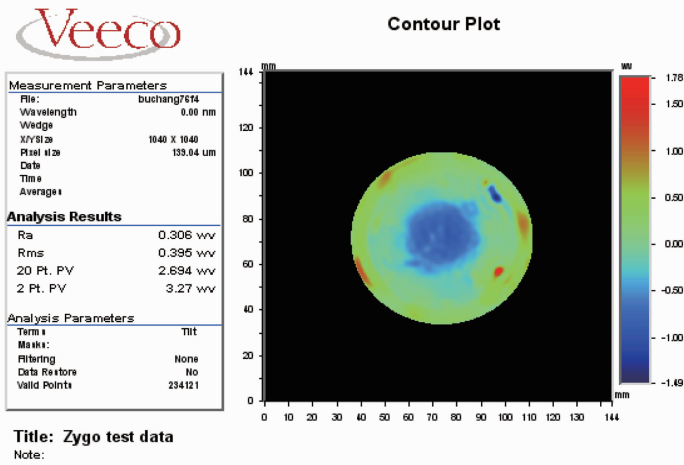 Veeco
Contour Plot
Measurement Parameters
File: buchang76f4
Wavelength 0.00 nm
Wedge
X/YSize 1040 X 1040
Pixel size 139.04 um
Date
Time
Averages
Analysis Results
Ra 0.306 wv
Rms 0.395 wv
20 Pt. PV 2.694 wv
2 Pt. PV 3.27 wv
Analysis Parameters
Terms Tilt
Masks:
Filtering None
Data Restore No
Valid Points 234121
Title: Zygo test data
Note:
mm
144
120
100
80
60
40
20
0
0 10 20 30 40 50 60 70 80 90 100 110 120 130 144
mm
wv
1.78
1.50
1.00
0.50
0.00
-0.50
-1.00
-1.49